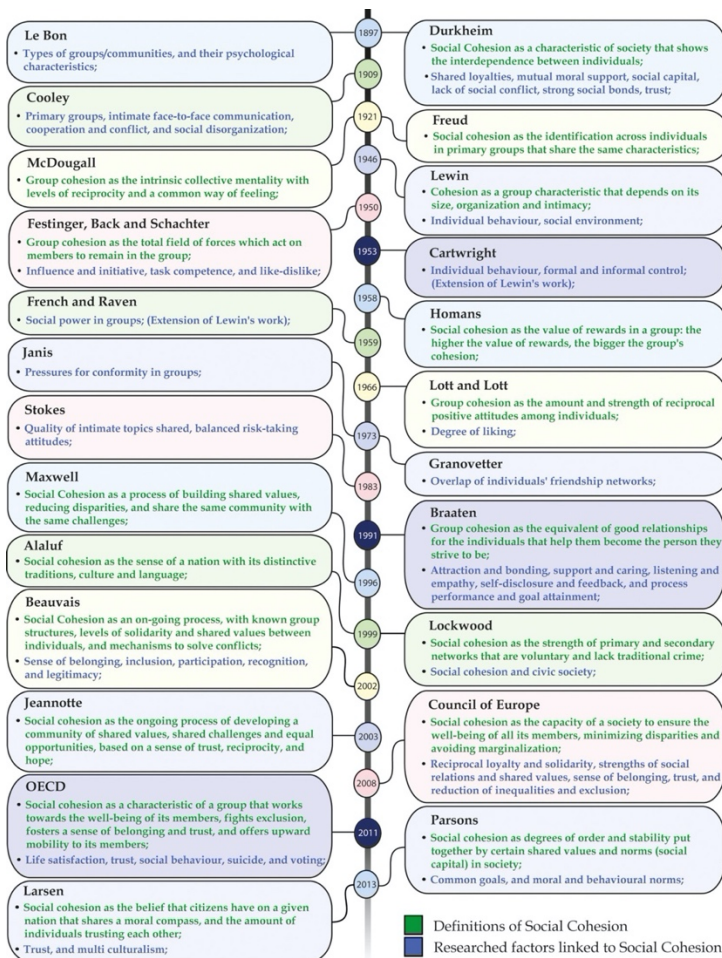 Le Bon
• Types of groups/communities, and their psychological
characteristics;
1897
Durkheim
• Social Cohesion as a characteristic of society that shows
the interdependence between individuals;
• Shared loyalties, mutual moral support, social capital,
lack of social conflict, strong social bonds, trust;
1909
Cooley
• Primary groups, intimate face-to-face communication,
cooperation and conflict, and social disorganization;
1921
Freud
• Social cohesion as the identification across individuals
in primary groups that share the same characteristics;
McDougall
• Group cohesion as the intrinsic collective mentality with
levels of reciprocity and a common way of feeling;
1946
Lewin
• Cohesion as a group characteristic that depends on its
size, organization and intimacy;
• Individual behaviour, social environment;
1950
Festinger, Back and Schachter
• Group cohesion as the total field of forces which act on
members to remain in the group;
• Influence and initiative, task competence, and like-dislike;
1953
Cartwright
• Individual behaviour, formal and informal control;
(Extension of Lewin's work);
French and Raven
• Social power in groups; (Extension of Lewin's work);
1958
Homans
• Social cohesion as the value of rewards in a group: the
higher the value of rewards, the bigger the group's
cohesion;
1959
Janis
• Pressures for conformity in groups;
1966
Lott and Lott
• Group cohesion as the amount and strength of reciprocal
positive attitudes among individuals;
• Degree of liking;
Stokes
• Quality of intimate topics shared, balanced risk-taking
attitudes;
1973
Granovetter
• Overlap of individuals' friendship networks;
1983
Maxwell
• Social Cohesion as a process of building shared values,
reducing disparities, and share the same community with
the same challenges;
1991
Braaten
• Group cohesion as the equivalent of good relationships
for the individuals that help them become the person they
strive to be;
• Attraction and bonding, support and caring, listening and
empathy, self-disclosure and feedback, and process
performance and goal attainment;
Alaluf
• Social cohesion as the sense of a nation with its distinctive
traditions, culture and language;
1996
Beauvais
• Social Cohesion as an on-going process, with known group
structures, levels of solidarity and shared values between
individuals, and mechanisms to solve conflicts;
• Sense of belonging, inclusion, participation, recognition,
and legitimacy;
1999
Lockwood
• Social cohesion as the strength of primary and secondary
networks that are voluntary and lack traditional crime;
• Social cohesion and civic society;
2002
Jeannotte
• Social cohesion as the ongoing process of developing a
community of shared values, shared challenges and equal
opportunities, based on a sense of trust, reciprocity, and
hope;
2003
Council of Europe
• Social cohesion as the capacity of a society to ensure the
well-being of all its members, minimizing disparities and
avoiding marginalization;
• Reciprocal loyalty and solidarity, strengths of social
relations and shared values, sense of belonging, trust, and
reduction of inequalities and exclusion;
2008
OECD
• Social cohesion as a characteristic of a group that works
towards the well-being of its members, fights exclusion,
fosters a sense of belonging and trust, and offers upward
mobility to its members;
• Life satisfaction, trust, social behaviour, suicide, and voting;
2011
Parsons
• Social cohesion as degrees of order and stability put
together by certain shared values and norms (social
capital) in society;
• Common goals, and moral and behavioural norms;
2013
Larsen
• Social cohesion as the belief that citizens have on a given
nation that shares a moral compass, and the amount of
individuals trusting each other;
• Trust, and multi culturalism;
Definitions of Social Cohesion
Researched factors linked to Social Cohesion